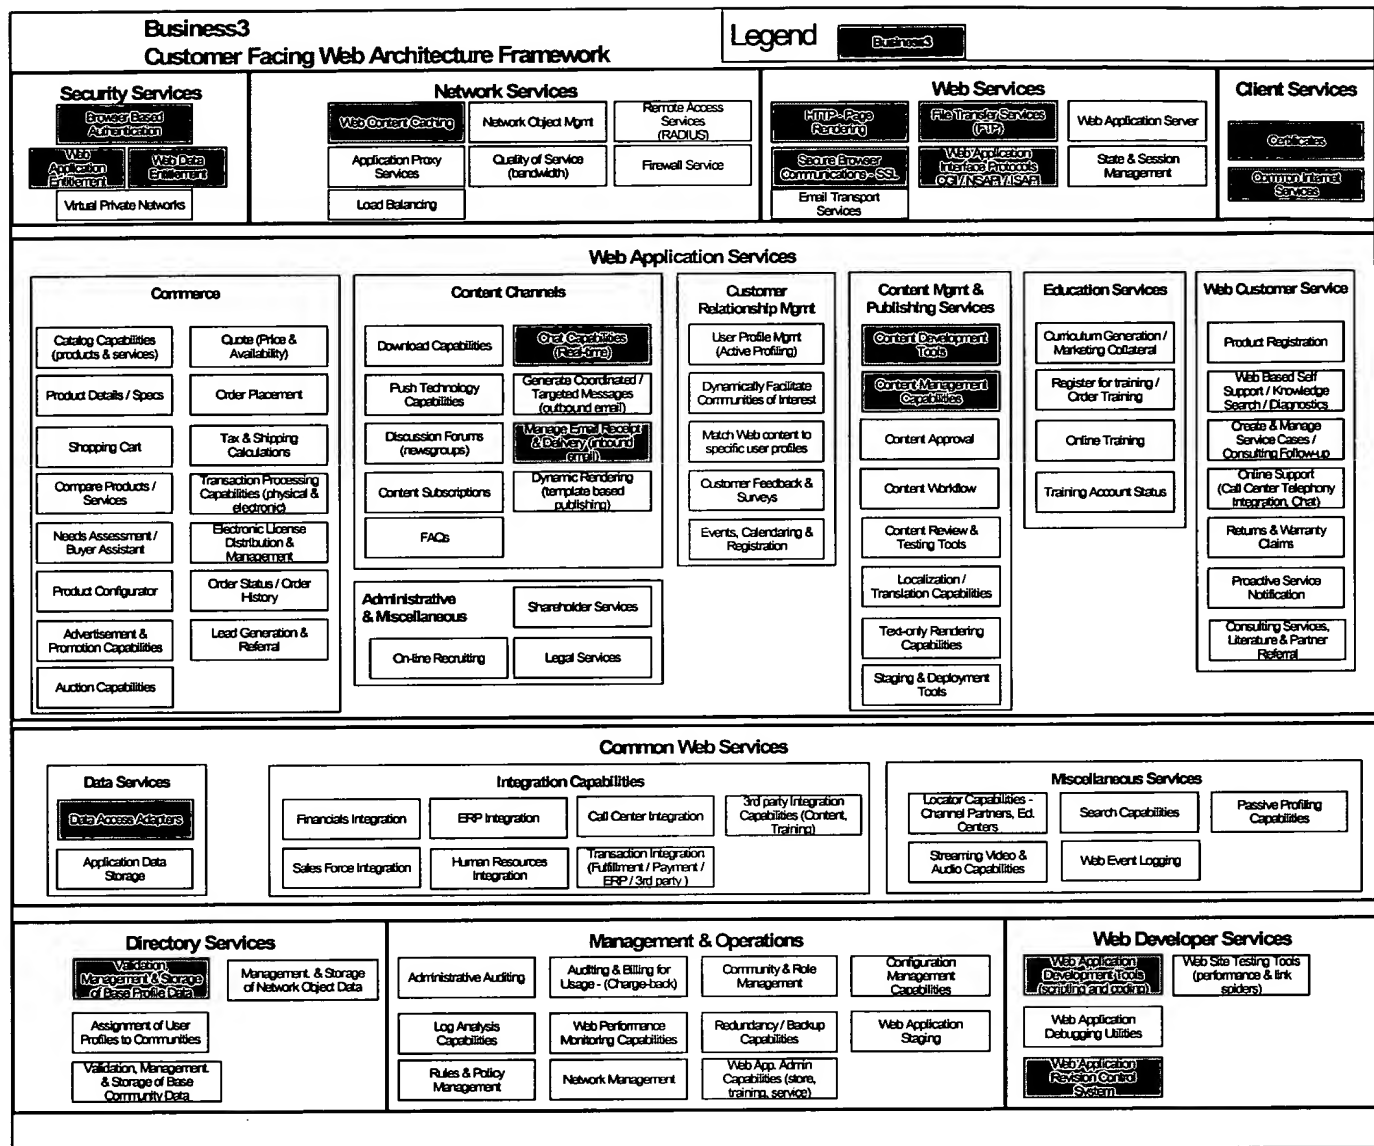 Business3
Customer Facing Web Architecture Framework
Legend
Business3
Security Services
Browser Based
Authentication
Web
Application
Entitlement
Web Data
Entitlement
Virtual Private Networks
Network Services
Web Content Caching
Network Object Mgmt
Remote Access
Services
(RADIUS)
Application Proxy
Services
Quality of Service
(bandwidth)
Firewall Service
Load Balancing
Web Services
HTTP - Page
Rendering
File Transfer Services
(FTP)
Web Application Server
Secure Browser
Communications - SSL
Web Application
Interface Protocols
CGI / NSAPI / ISAPI
State & Session
Management
Email Transport
Services
Client Services
Certificates
Common Internet
Services
Web Application Services
Commerce
Catalog Capabilities
(products & services)
Quote (Price &
Availability)
Product Details / Specs
Order Placement
Shopping Cart
Tax & Shipping
Calculations
Compare Products /
Services
Transaction Processing
Capabilities (physical &
electronic)
Needs Assessment /
Buyer Assistant
Electronic License
Distribution &
Management
Product Configurator
Order Status / Order
History
Advertisement &
Promotion Capabilities
Lead Generation &
Referral
Auction Capabilities
Content Channels
Download Capabilities
Chat Capabilities
(Real-time)
Push Technology
Capabilities
Generate Coordinated /
Targeted Messages
(outbound email)
Discussion Forums
(newsgroups)
Manage Email Receipt
& Delivery (inbound
email)
Content Subscriptions
Dynamic Rendering
(template based
publishing)
FAQs
Administrative
& Miscellaneous
Shareholder Services
On-line Recruiting
Legal Services
Customer
Relationship Mgmt
User Profile Mgmt
(Active Profiling)
Dynamically Facilitate
Communities of Interest
Match Web content to
specific user profiles
Customer Feedback &
Surveys
Events, Calendaring &
Registration
Content Mgmt &
Publishing Services
Content Development
Tools
Content Management
Capabilities
Content Approval
Content Workflow
Content Review &
Testing Tools
Localization /
Translation Capabilities
Text-only Rendering
Capabilities
Staging & Deployment
Tools
Education Services
Curriculum Generation /
Marketing Collateral
Register for training /
Order Training
Online Training
Training Account Status
Web Customer Service
Product Registration
Web Based Self
Support / Knowledge
Search / Diagnostics
Create & Manage
Service Cases /
Consulting Follow-up
Online Support
(Call Center Telephony
Integration, Chat)
Returns & Warranty
Claims
Proactive Service
Notification
Consulting Services,
Literature & Partner
Referral
Common Web Services
Data Services
Data Access Adapters
Application Data
Storage
Integration Capabilities
Financials Integration
ERP Integration
Call Center Integration
3rd party Integration
Capabilities (Content,
Training)
Sales Force Integration
Human Resources
Integration
Transaction Integration
(Fulfillment / Payment /
ERP / 3rd party )
Miscellaneous Services
Locator Capabilities -
Channel Partners, Ed.
Centers
Search Capabilities
Passive Profiling
Capabilities
Streaming Video &
Audio Capabilities
Web Event Logging
Directory Services
Validation,
Management & Storage
of Base Profile Data
Management. & Storage
of Network Object Data
Assignment of User
Profiles to Communities
Validation, Management.
& Storage of Base
Community Data
Management & Operations
Administrative Auditing
Auditing & Billing for
Usage - (Charge-back)
Community & Role
Management
Configuration
Management
Capabilities
Log Analysis
Capabilities
Web Performance
Monitoring Capabilities
Redundancy / Backup
Capabilities
Web Application
Staging
Rules & Policy
Management
Network Management
Web App. Admin
Capabilities (store,
training, service)
Web Developer Services
Web Application
Development Tools
(scripting and coding)
Web Site Testing Tools
(performance & link
spiders)
Web Application
Debugging Utilities
Web Application
Revision Control
System